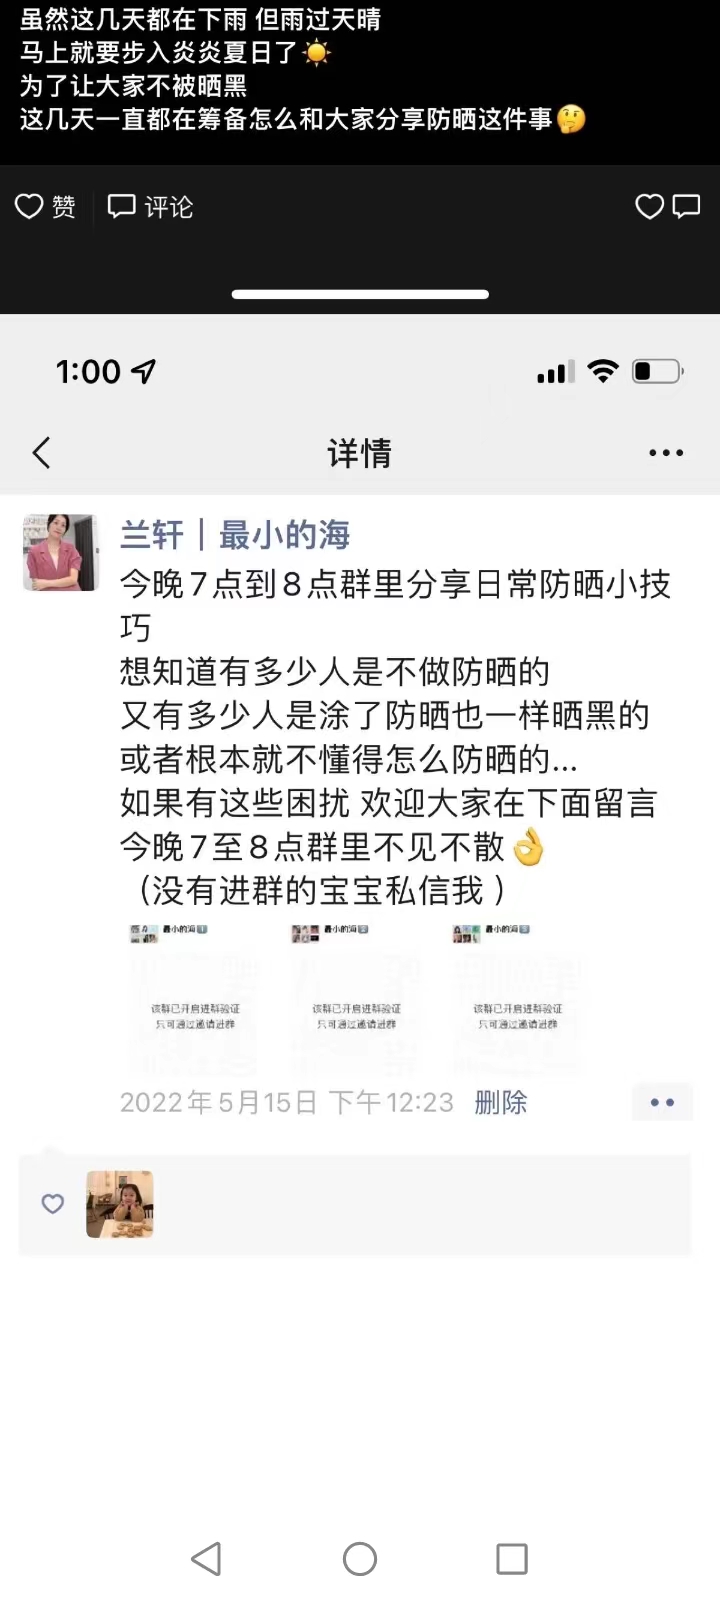 虽然这几天都在下雨 但雨过天晴
马上就要步入炎炎夏日了☀️
为了让大家不被晒黑
这几天一直都在筹备怎么和大家分享防晒这件事🤔
赞 评论
1:00
详情
兰轩｜最小的海
今晚7点到8点群里分享日常防晒小技
巧
想知道有多少人是不做防晒的
又有多少人是涂了防晒也一样晒黑的
或者根本就不懂得怎么防晒的...
如果有这些困扰 欢迎大家在下面留言
今晚7至8点群里不见不散👌
（没有进群的宝宝私信我 ）
最小的海1️⃣ 最小的海2️⃣ 最小的海
该群已开启进群验证 该群已开启进群验证 该群已开启进群验证
只可通过邀请进群 只可通过邀请进群 只可通过邀请进群
2022年5月15日 下午12:23 删除